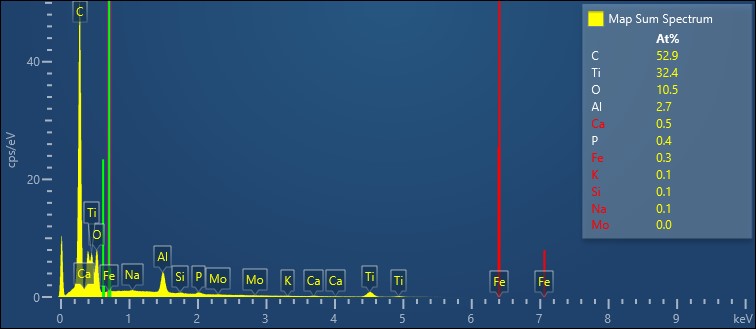 Map Sum Spectrum
At%
C 52.9
Ti 32.4
O 10.5
Al 2.7
Ca 0.5
P 0.4
Fe 0.3
K 0.1
Si 0.1
Na 0.1
Mo 0.0
C
40
cps/eV
20
Ti
O
Al
Ca Fe Na Si P Mo Mo K Ca Ca Ti Ti Fe Fe
0
0 1 2 3 4 5 6 7 8 9 keV